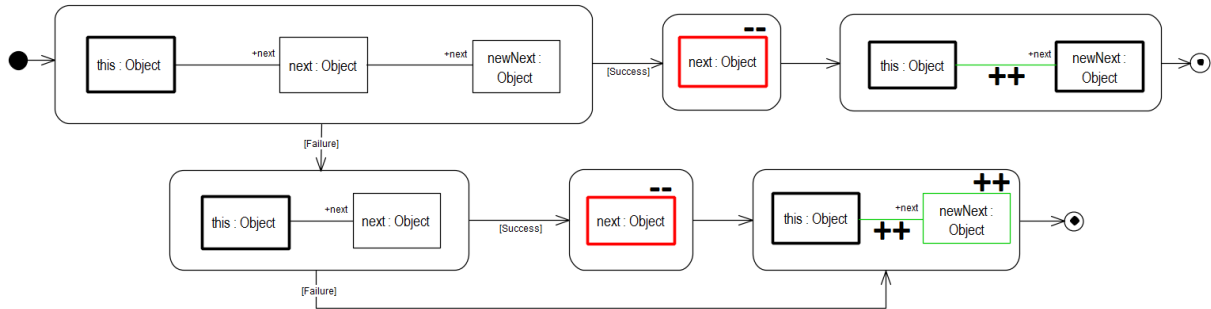 this : Object
+next
next : Object
+next
newNext :
Object
[Success]
--
next : Object
this : Object
+next
++
newNext :
Object
[Failure]
this : Object
+next
next : Object
[Success]
--
next : Object
this : Object
+next
++
++
newNext :
Object
[Failure]